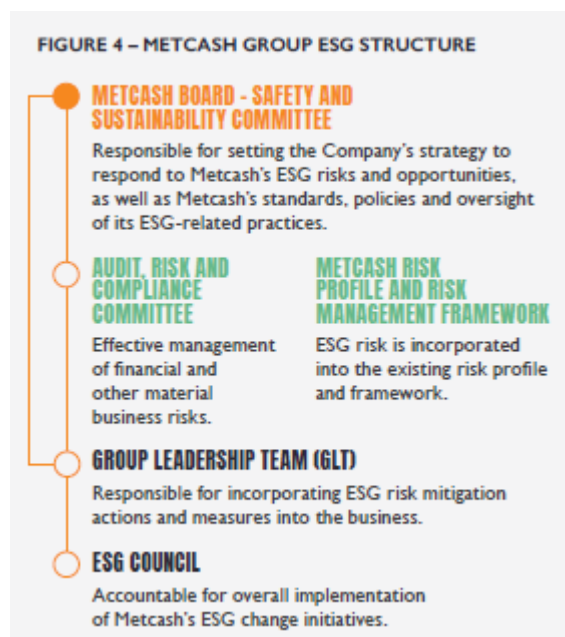 FIGURE 4 – METCASH GROUP ESG STRUCTURE
METCASH BOARD - SAFETY AND
SUSTAINABILITY COMMITTEE
Responsible for setting the Company’s strategy to
respond to Metcash’s ESG risks and opportunities,
as well as Metcash’s standards, policies and oversight
of its ESG-related practices.
AUDIT, RISK AND
COMPLIANCE
COMMITTEE
Effective management
of financial and
other material
business risks.
METCASH RISK
PROFILE AND RISK
MANAGEMENT FRAMEWORK
ESG risk is incorporated
into the existing risk profile
and framework.
GROUP LEADERSHIP TEAM (GLT)
Responsible for incorporating ESG risk mitigation
actions and measures into the business.
ESG COUNCIL
Accountable for overall implementation
of Metcash’s ESG change initiatives.